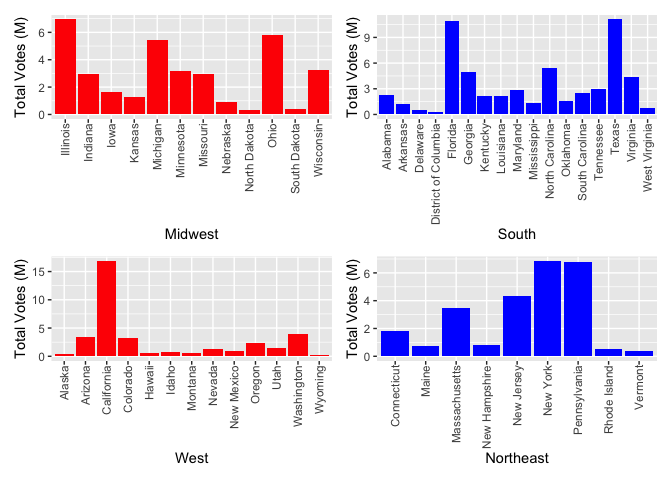 Total Votes (M)
6
4
2
0
Illinois
Indiana
Iowa
Kansas
Michigan
Minnesota
Missouri
Nebraska
North Dakota
Ohio
South Dakota
Wisconsin
Midwest
Total Votes (M)
9
6
3
0
Alabama
Arkansas
Delaware
District of Columbia
Florida
Georgia
Kentucky
Louisiana
Maryland
Mississippi
North Carolina
Oklahoma
South Carolina
Tennessee
Texas
Virginia
West Virginia
South
Total Votes (M)
15
10
5
0
Alaska
Arizona
California
Colorado
Hawaii
Idaho
Montana
Nevada
New Mexico
Oregon
Utah
Washington
Wyoming
West
Total Votes (M)
6
4
2
0
Connecticut
Maine
Massachusetts
New Hampshire
New Jersey
New York
Pennsylvania
Rhode Island
Vermont
Northeast